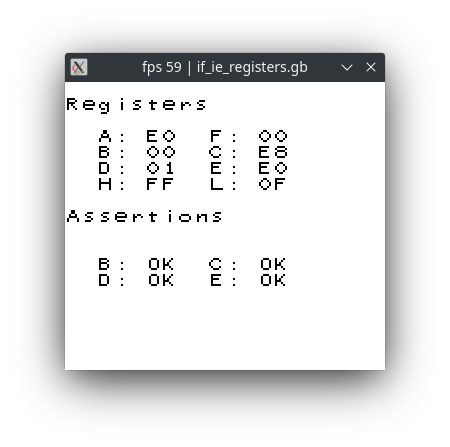 fps 59 | if_ie_registers.gb
Registers
A: E0 F: 00
B: 00 C: E8
D: 01 E: E0
H: FF L: 0F
Assertions
B: OK C: OK
D: OK E: OK